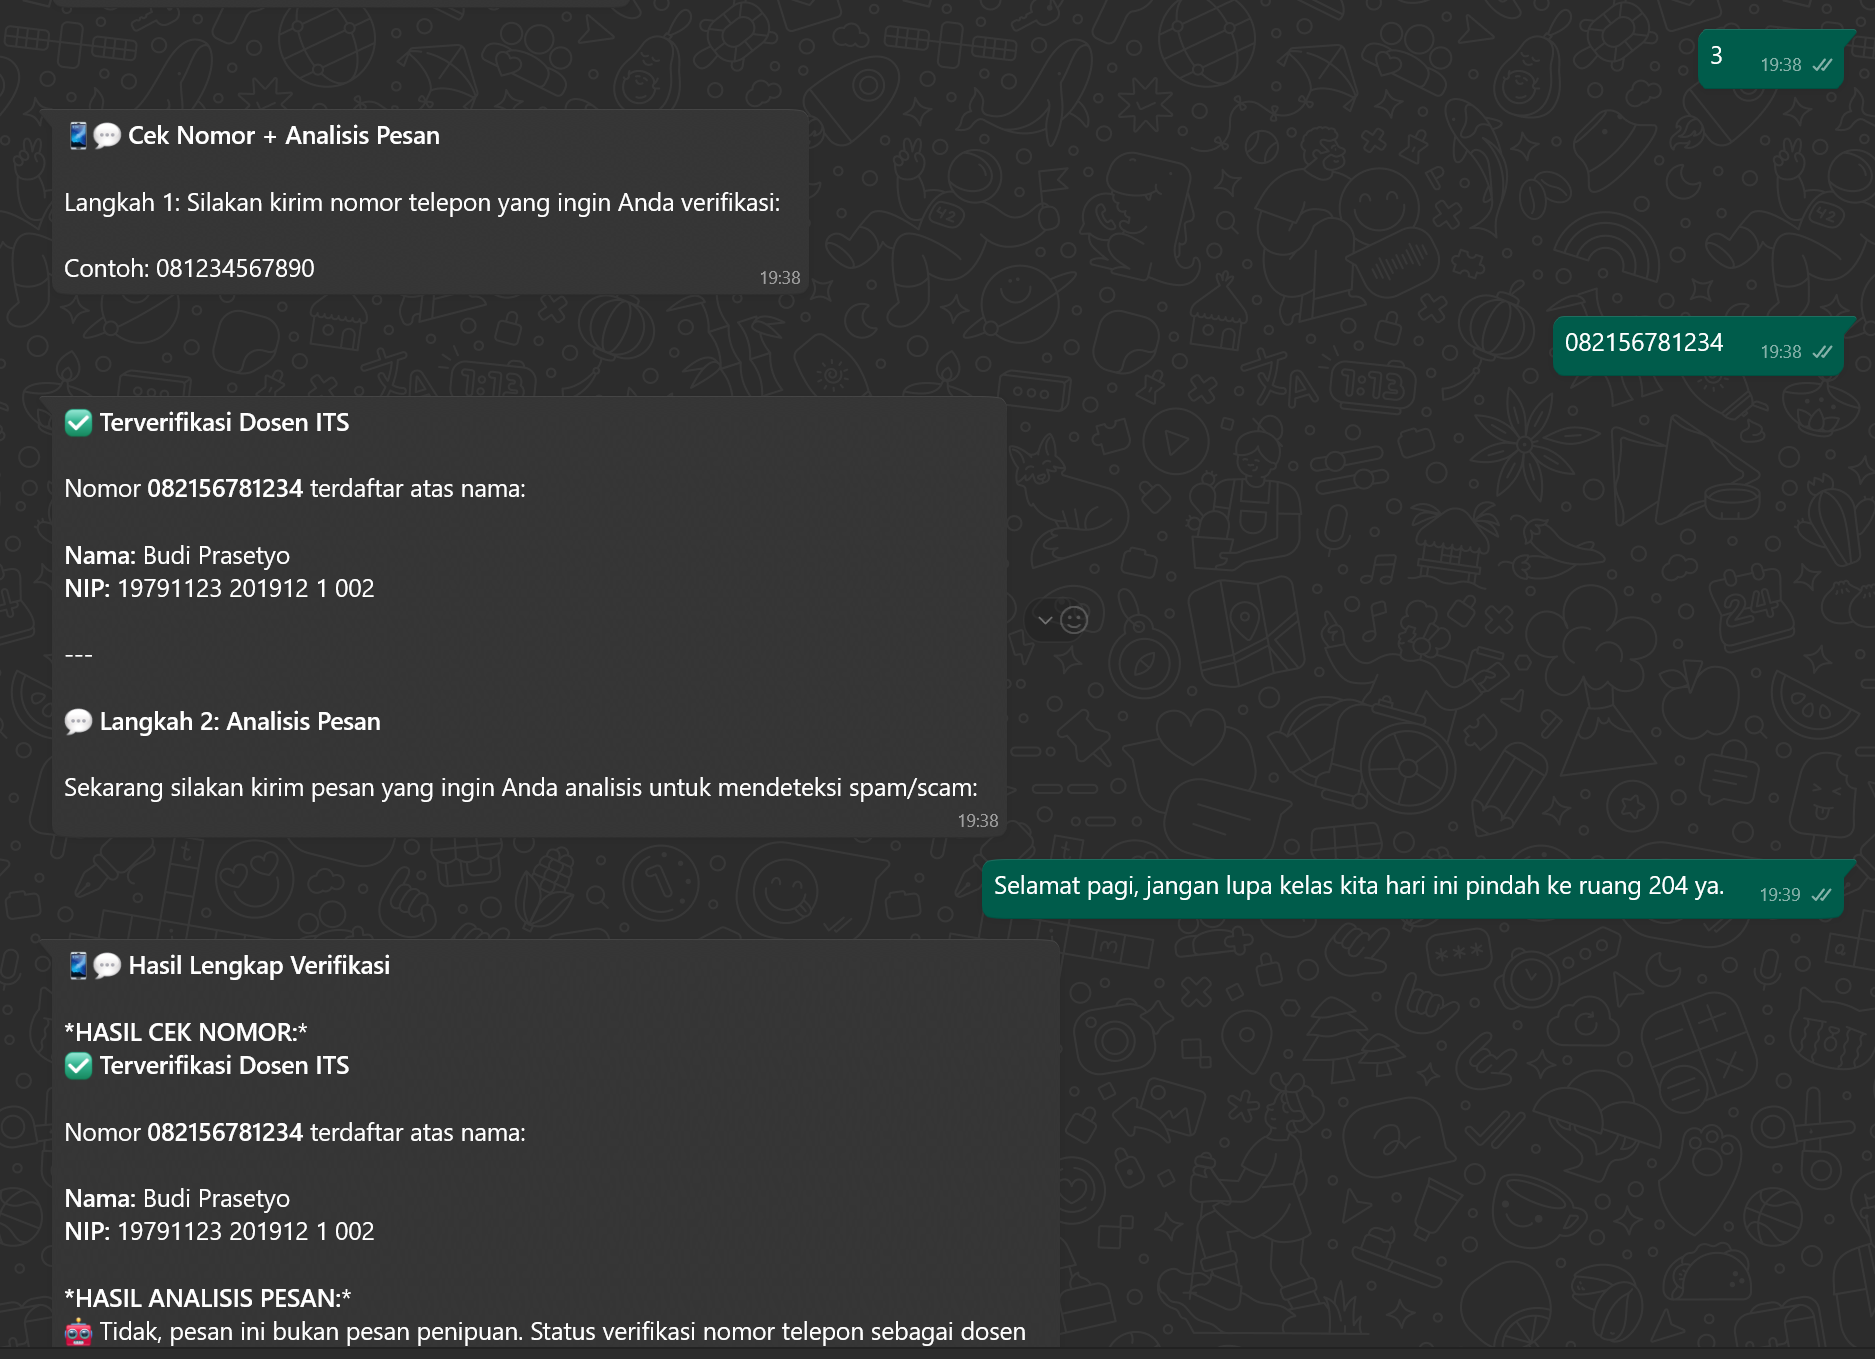 3
19:38
Cek Nomor + Analisis Pesan
Langkah 1: Silakan kirim nomor telepon yang ingin Anda verifikasi:
Contoh: 081234567890
19:38
082156781234
19:38
Terverifikasi Dosen ITS
Nomor 082156781234 terdaftar atas nama:
Nama: Budi Prasetyo
NIP: 19791123 201912 1 002
---
Langkah 2: Analisis Pesan
Sekarang silakan kirim pesan yang ingin Anda analisis untuk mendeteksi spam/scam:
19:38
Selamat pagi, jangan lupa kelas kita hari ini pindah ke ruang 204 ya.
19:39
Hasil Lengkap Verifikasi
*HASIL CEK NOMOR:*
Terverifikasi Dosen ITS
Nomor 082156781234 terdaftar atas nama:
Nama: Budi Prasetyo
NIP: 19791123 201912 1 002
*HASIL ANALISIS PESAN:*
Tidak, pesan ini bukan pesan penipuan. Status verifikasi nomor telepon sebagai dosen